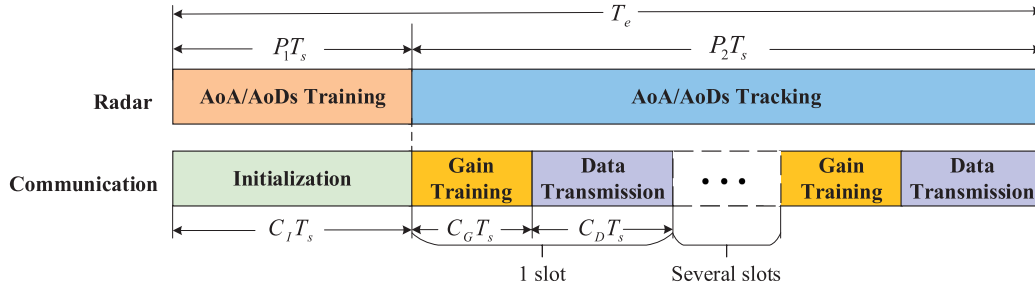 T_e
P_1T_s
P_2T_s
Radar
AoA/AoDs Training
AoA/AoDs Tracking
Communication
Initialization
Gain
Training
Data
Transmission
• • •
Gain
Training
Data
Transmission
C_IT_s
C_GT_s
C_DT_s
1 slot
Several slots